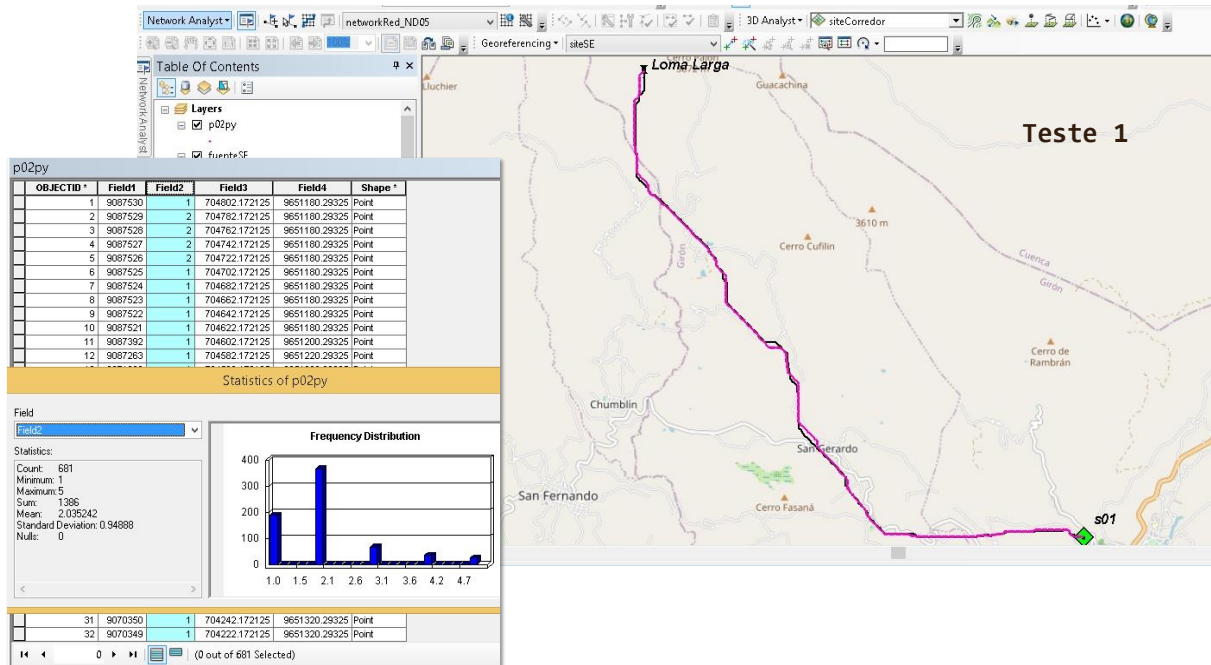 Network Analyst networkRed_ND05 3D Analyst siteCorredor
Georeferencing siteSE
Table Of Contents
Network Analyst
Layers
p02py
fuenteSE
Loma Larga
3672 m
Lluchier
Guacachina
Teste 1
3610 m
Cerro Cufilin
Girón
Cuenca
Girón
Cerro de
Rambrán
Chumblin
San Gerardo
San Fernando
Cerro Fasaná
s01
p02py
OBJECTID * Field1 Field2 Field3 Field4 Shape *
1 9087530 1 704802.172125 9651180.29325 Point
2 9087529 2 704782.172125 9651180.29325 Point
3 9087528 2 704762.172125 9651180.29325 Point
4 9087527 2 704742.172125 9651180.29325 Point
5 9087526 2 704722.172125 9651180.29325 Point
6 9087525 1 704702.172125 9651180.29325 Point
7 9087524 1 704682.172125 9651180.29325 Point
8 9087523 1 704662.172125 9651180.29325 Point
9 9087522 1 704642.172125 9651180.29325 Point
10 9087521 1 704622.172125 9651180.29325 Point
11 9087392 1 704602.172125 9651200.29325 Point
12 9087263 1 704582.172125 9651220.29325 Point
Statistics of p02py
Field
Field2
Statistics:
Count: 681
Minimum: 1
Maximum: 5
Sum: 1386
Mean: 2.035242
Standard Deviation: 0.94888
Nulls: 0
Frequency Distribution
400
300
200
100
0
1.0 1.5 2.1 2.6 3.1 3.6 4.2 4.7
31 9070350 1 704242.172125 9651320.29325 Point
32 9070349 1 704222.172125 9651320.29325 Point
0 (0 out of 681 Selected)